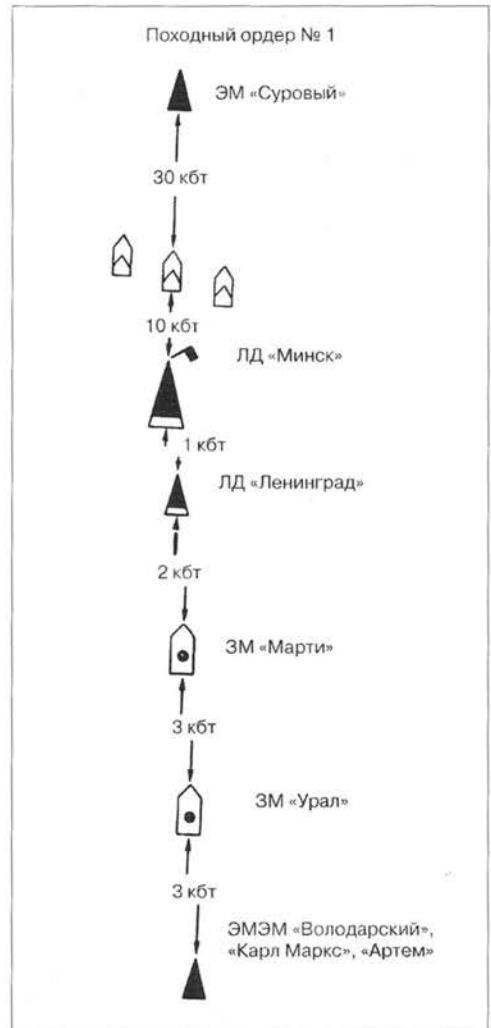 Походный ордер № 1
ЭМ «Суровый»
30 кбт
10 кбт
ЛД «Минск»
1 кбт
ЛД «Ленинград»
2 кбт
ЗМ «Марти»
3 кбт
ЗМ «Урал»
3 кбт
ЭМЭМ «Володарский»,
«Карл Маркс», «Артем»